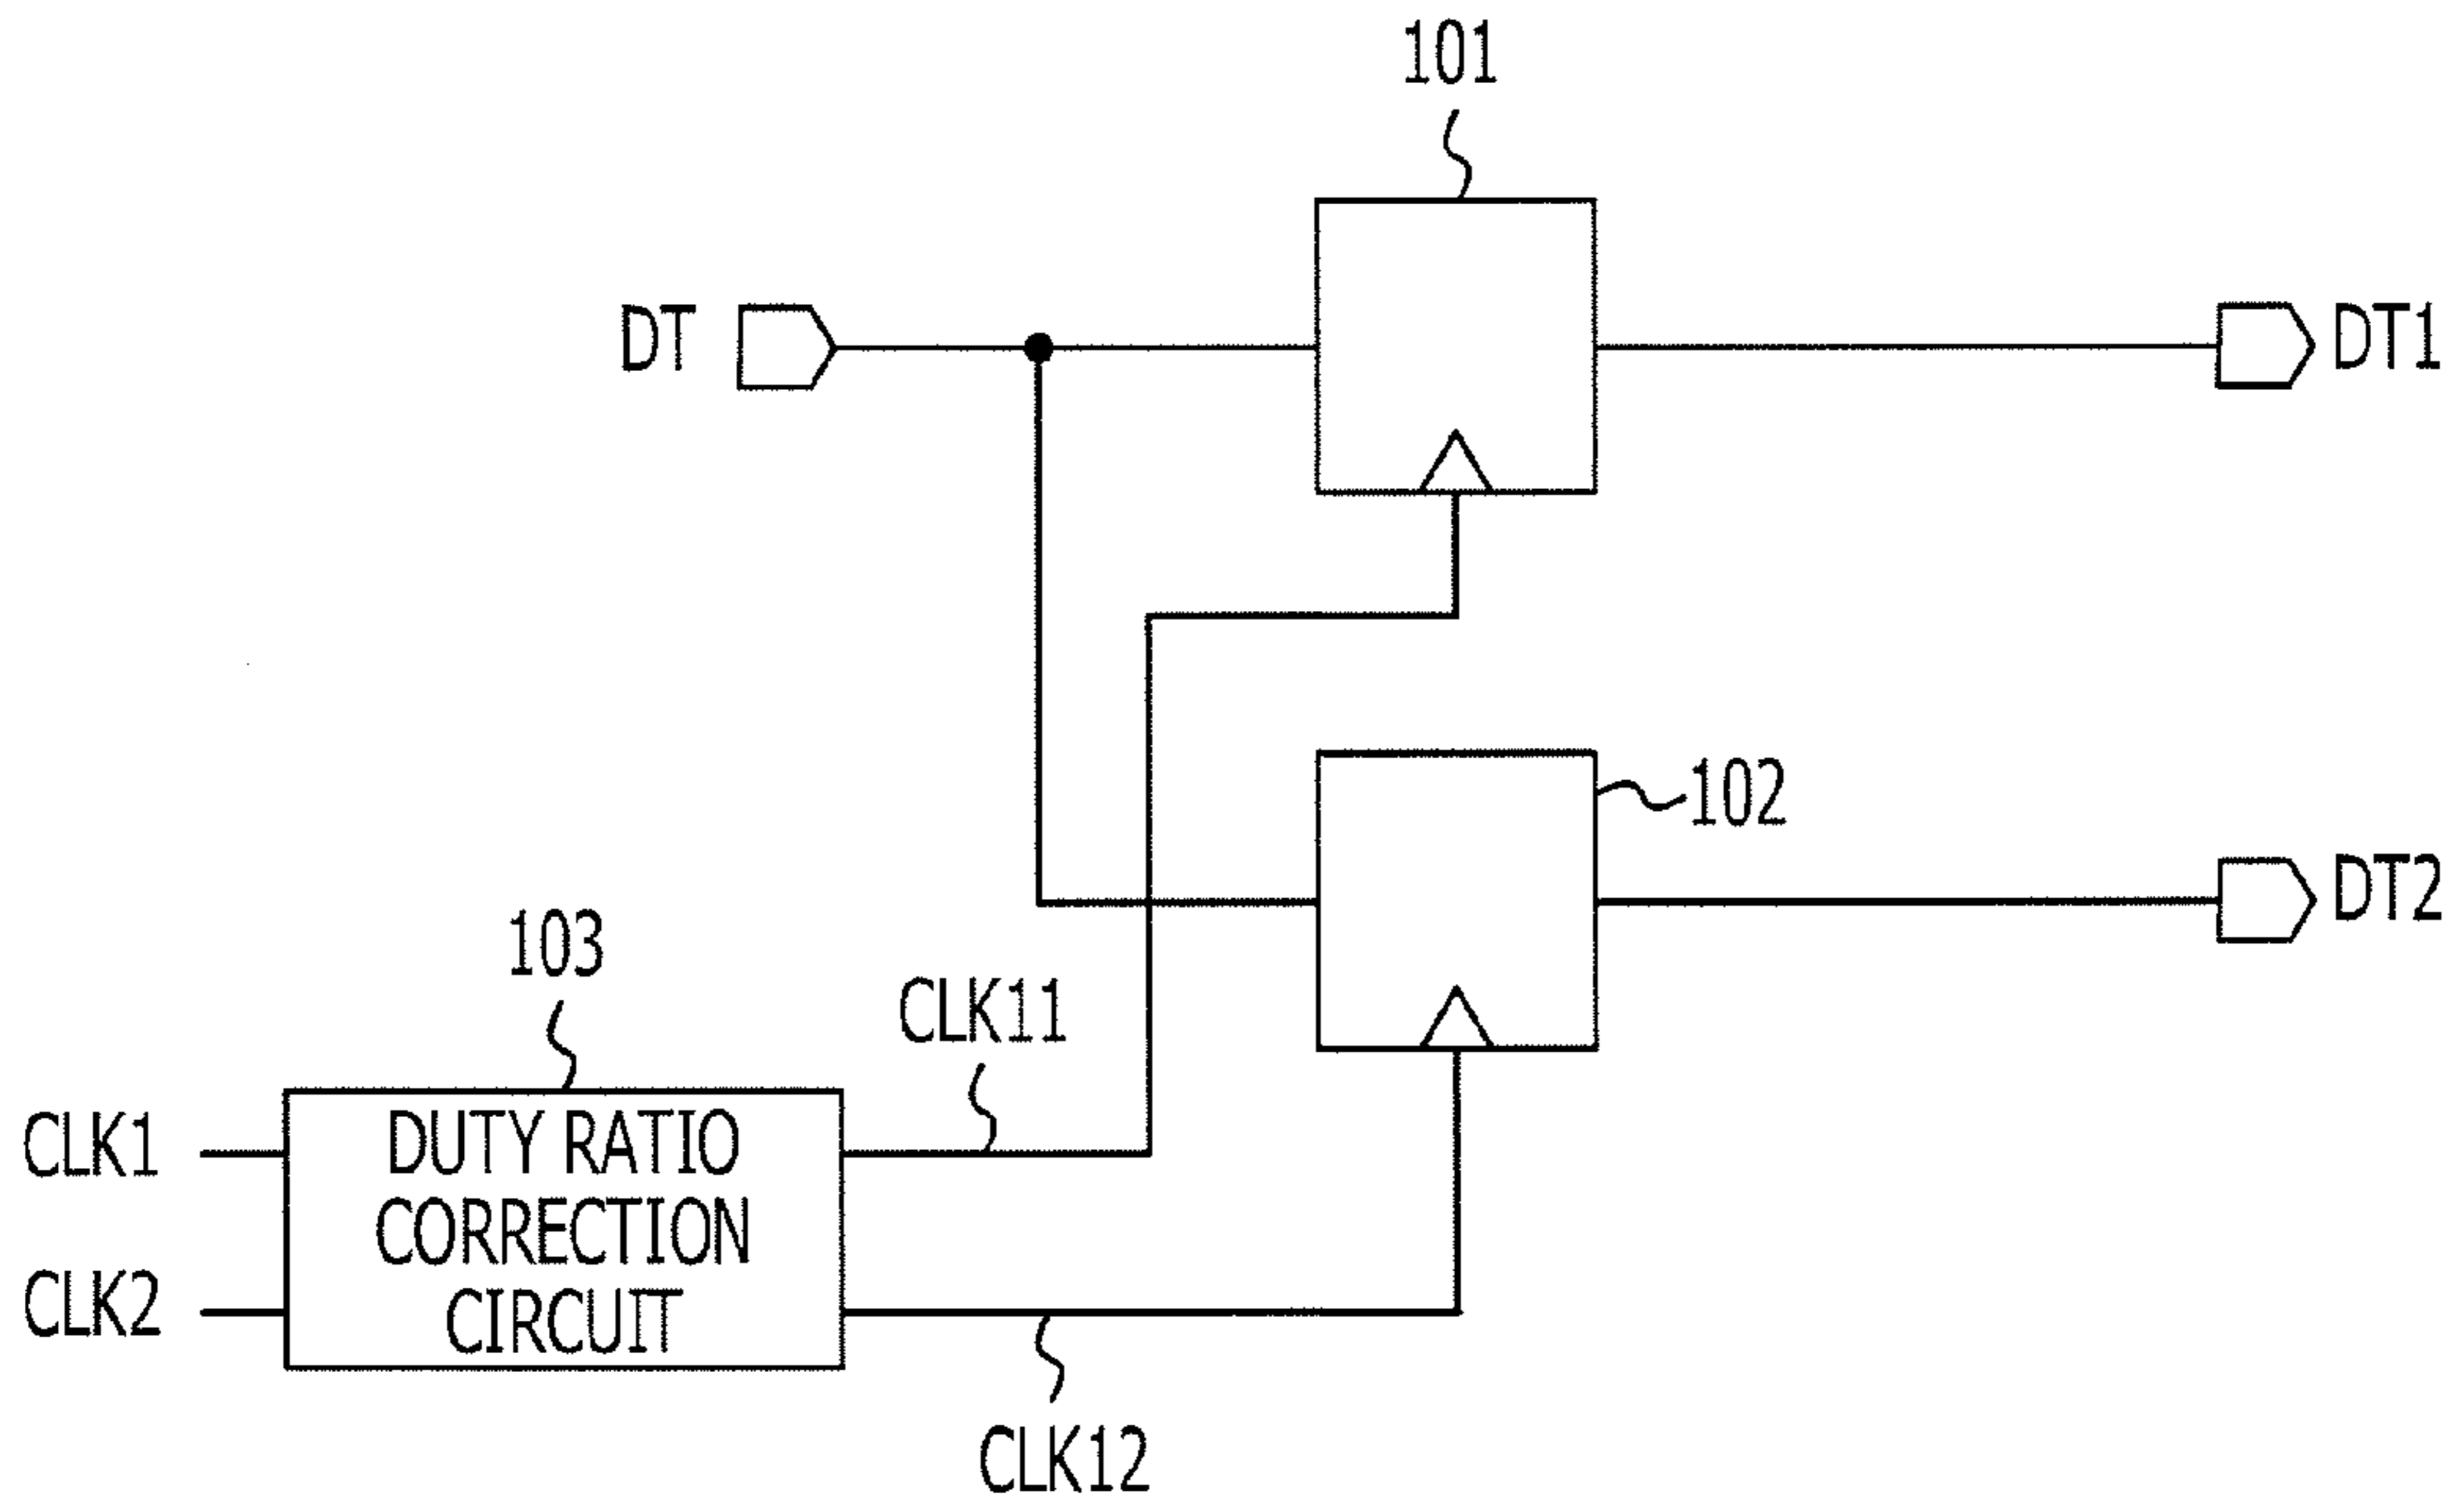 101
DT
DT1
102
DT2
103
CLK11
CLK1
DUTY RATIO
CORRECTION
CIRCUIT
CLK2
CLK12